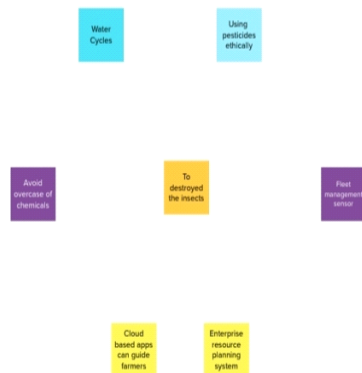 Water
Cycles
Using
pesticides
ethically
Avoid
overcase of
chemicals
To
destroyed
the insects
Fleet
management
sensor
Cloud
based apps
can guide
farmers
Enterprise
resource
planning
system